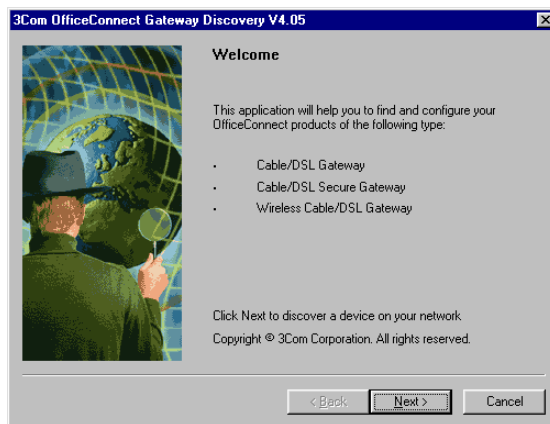 3Com OfficeConnect Gateway Discovery V4.05
Welcome
This application will help you to find and configure your
OfficeConnect products of the following type:
· Cable/DSL Gateway
· Cable/DSL Secure Gateway
· Wireless Cable/DSL Gateway
Click Next to discover a device on your network
Copyright © 3Com Corporation. All rights reserved.
< Back
Next >
Cancel